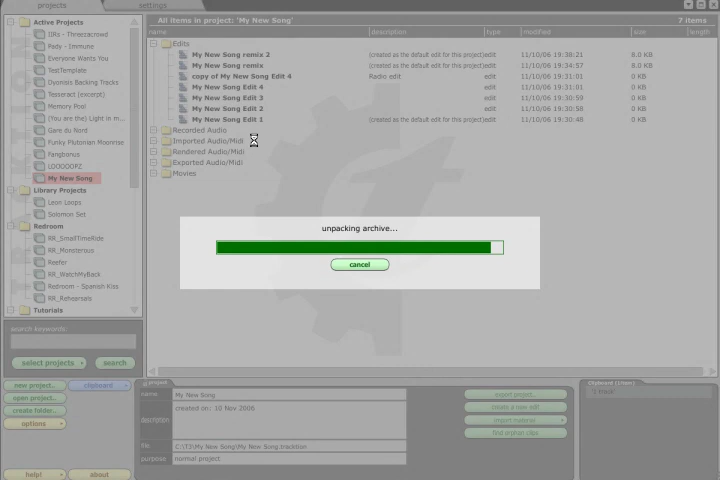 projects
settings
Active Projects
IRs - Threezacrowd
Pady - Immune
Everyone Wants You
TestTemplate
Dyonisis Backing Tracks
Tesseract (excerpt)
Memory Pool
(You are the) Light in m...
Gare du Nord
Funky Plutonian Moonrise
Fangbonus
LOOOOOPZ
My New Song
Library Projects
Leon Loops
Solomon Set
Redroom
RR_SmallTimeRide
RR_Monsterous
Reefer
RR_WatchMyBack
Redroom - Spanish Kiss
RR_Rehearsals
Tutorials
search keywords:
select projects
search
All items in project: 'My New Song'
7 items
name description type modified size length
Edits
My New Song remix 2 (created as the default edit for this project) edit 11/10/06 19:38:21 8.0 KB
My New Song remix (created as the default edit for this project) edit 11/10/06 19:34:57 8.0 KB
copy of My New Song Edit 4 Radio edit edit 11/10/06 19:31:01 0 KB
My New Song Edit 4 edit 11/10/06 19:31:01 0 KB
My New Song Edit 3 edit 11/10/06 19:30:59 0 KB
My New Song Edit 2 edit 11/10/06 19:30:58 0 KB
My New Song Edit 1 (created as the default edit for this project) edit 11/10/06 19:30:48 0 KB
Recorded Audio
Imported Audio/Midi
Rendered Audio/Midi
Exported Audio/Midi
Movies
unpacking archive...
cancel
new project..
clipboard
open project..
create folder..
options
help!
about
project
name: My New Song
description created on: 10 Nov 2006
file: C:\T3\My New Song\My New Song.tracktion
purpose normal project
export project..
create a new edit
import material
find orphan clips
Clipboard (1 item)